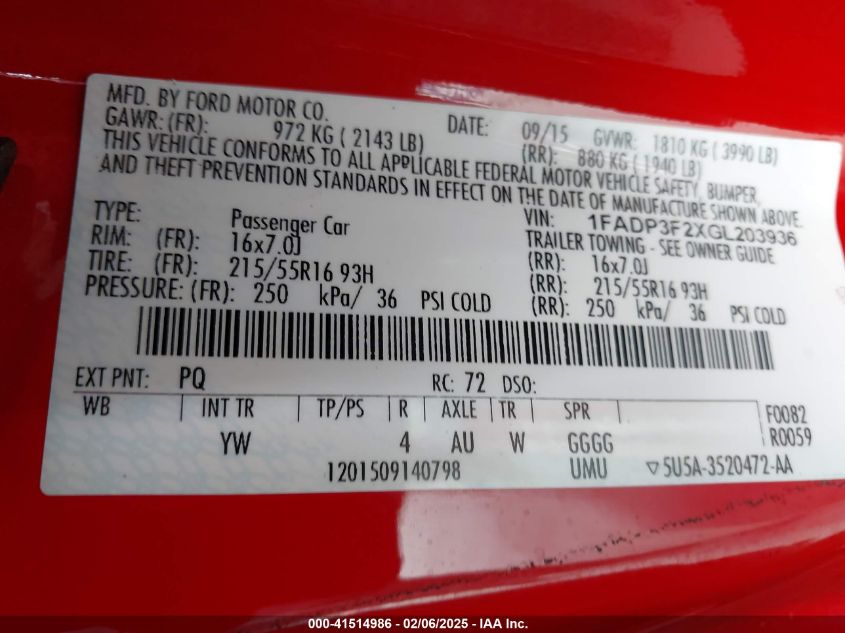 MFD. BY FORD MOTOR CO.
DATE: 09/15 GVWR: 1810 KG ( 3990 LB)
GAWR: (FR): 972 KG ( 2143 LB) (RR): 880 KG ( 1940 LB)
THIS VEHICLE CONFORMS TO ALL APPLICABLE FEDERAL MOTOR VEHICLE SAFETY, BUMPER,
AND THEFT PREVENTION STANDARDS IN EFFECT ON THE DATE OF MANUFACTURE SHOWN ABOVE.
VIN: 1FADP3F2XGL203936
TYPE: Passenger Car TRAILER TOWING - SEE OWNER GUIDE
RIM: (FR): 16x7.0J (RR): 16x7.0J
TIRE: (FR): 215/55R16 93H (RR): 215/55R16 93H
PRESSURE: (FR): 250 kPa/ 36 PSI COLD (RR): 250 kPa/ 36 PSI COLD
EXT PNT: PQ RC: 72 DSO:
WB INT TR TP/PS R AXLE TR SPR F0082
YW 4 AU W GGGG R0059
1201509140798 UMU ▽5U5A-3520472-AA
000-41514986 - 02/06/2025 - IAA Inc.